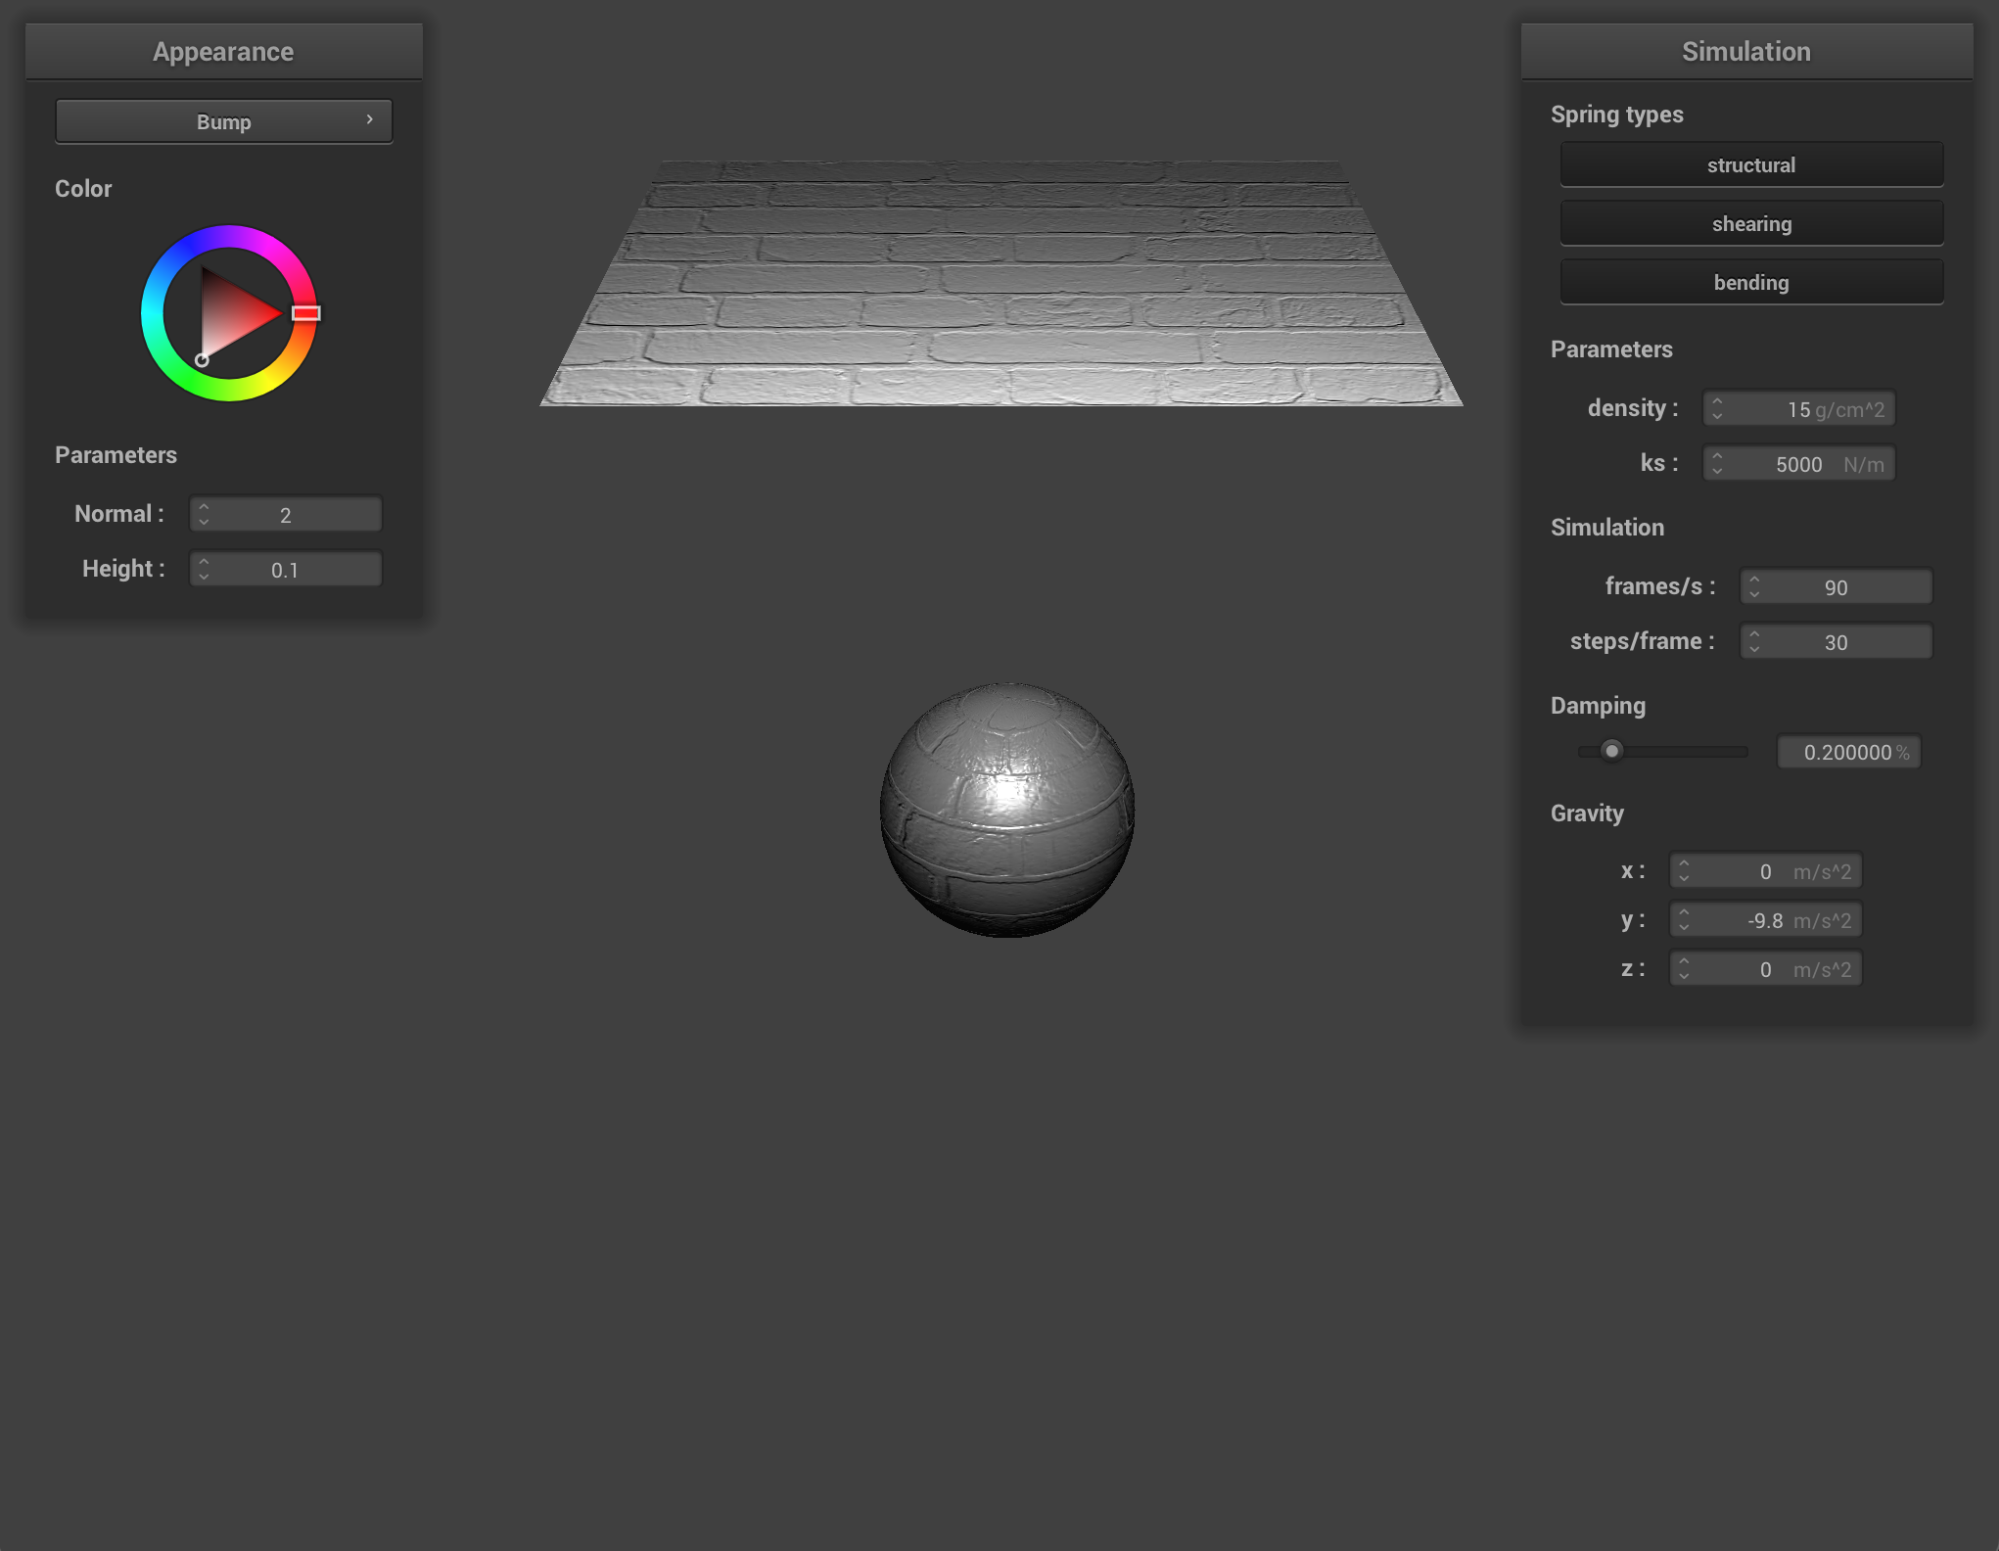 Appearance
Bump
Color
Parameters
Normal : 2
Height : 0.1
Simulation
Spring types
structural
shearing
bending
Parameters
density : 15 g/cm^2
ks : 5000 N/m
Simulation
frames/s : 90
steps/frame : 30
Damping
0.200000 %
Gravity
x : 0 m/s^2
y : -9.8 m/s^2
z : 0 m/s^2